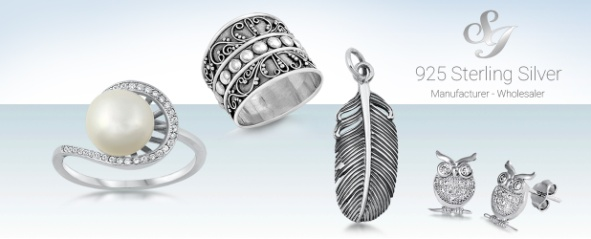 SJ
925 Sterling Silver
Manufacturer - Wholesaler